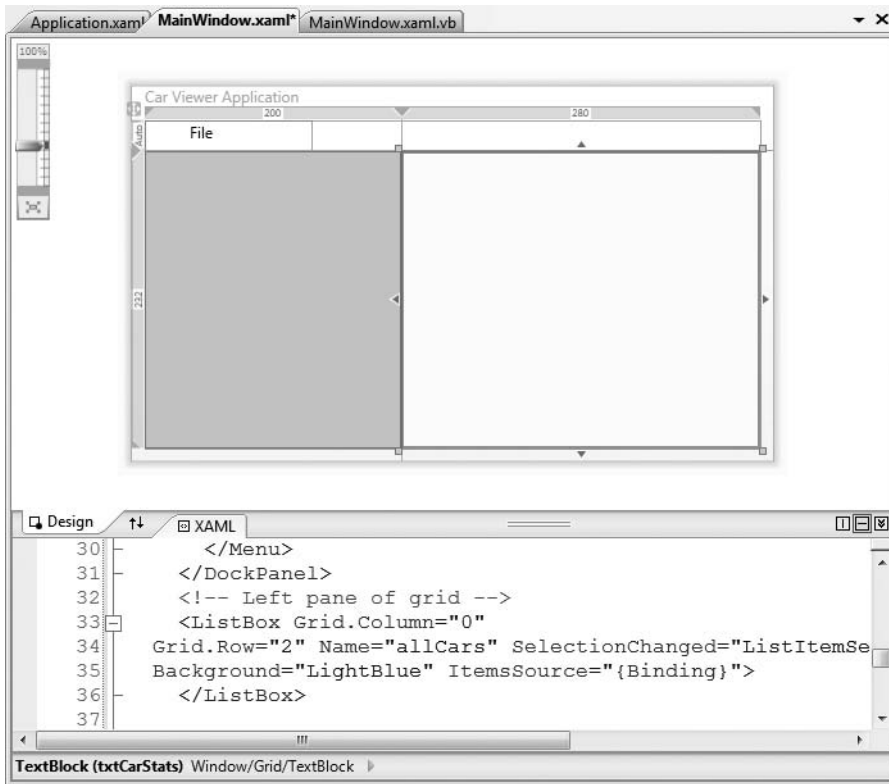 Application.xaml MainWindow.xaml* MainWindow.xaml.vb
100%
Car Viewer Application
200 280
Auto
File
232
Design XAML
30 </Menu>
31 </DockPanel>
32 <!-- Left pane of grid -->
33 <ListBox Grid.Column="0"
34 Grid.Row="2" Name="allCars" SelectionChanged="ListItemSe
35 Background="LightBlue" ItemsSource="{Binding}">
36 </ListBox>
37
TextBlock (txtCarStats) Window/Grid/TextBlock